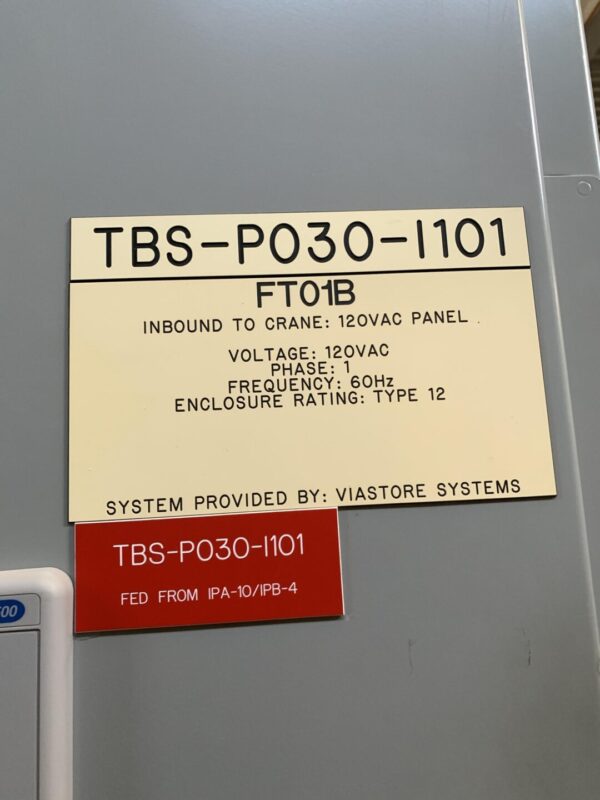 TBS-P030-I101
FT01B
INBOUND TO CRANE: 120VAC PANEL
VOLTAGE: 120VAC
PHASE: 1
FREQUENCY: 60Hz
ENCLOSURE RATING: TYPE 12
SYSTEM PROVIDED BY: VIASTORE SYSTEMS
TBS-P030-I101
FED FROM IPA-10/IPB-4